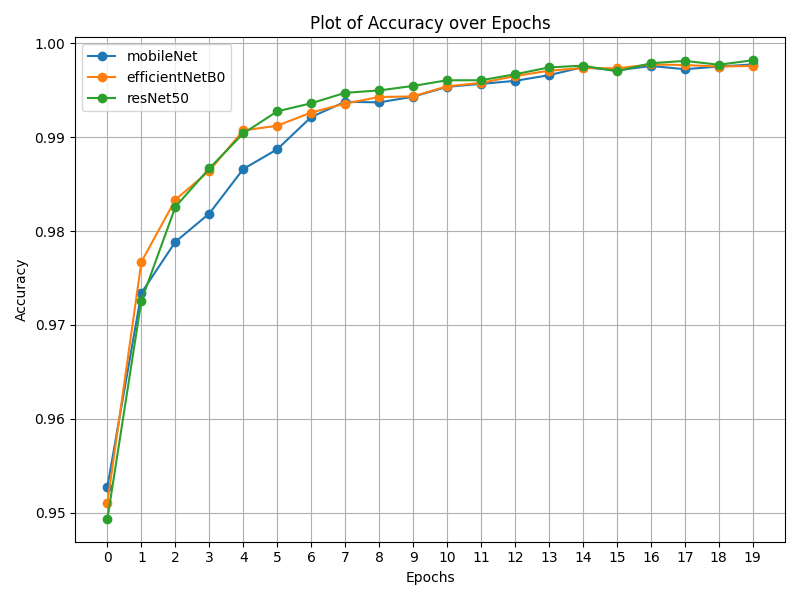 Plot of Accuracy over Epochs
mobileNet
efficientNetB0
resNet50
1.00
0.99
0.98
0.97
0.96
0.95
Accuracy
0 1 2 3 4 5 6 7 8 9 10 11 12 13 14 15 16 17 18 19
Epochs